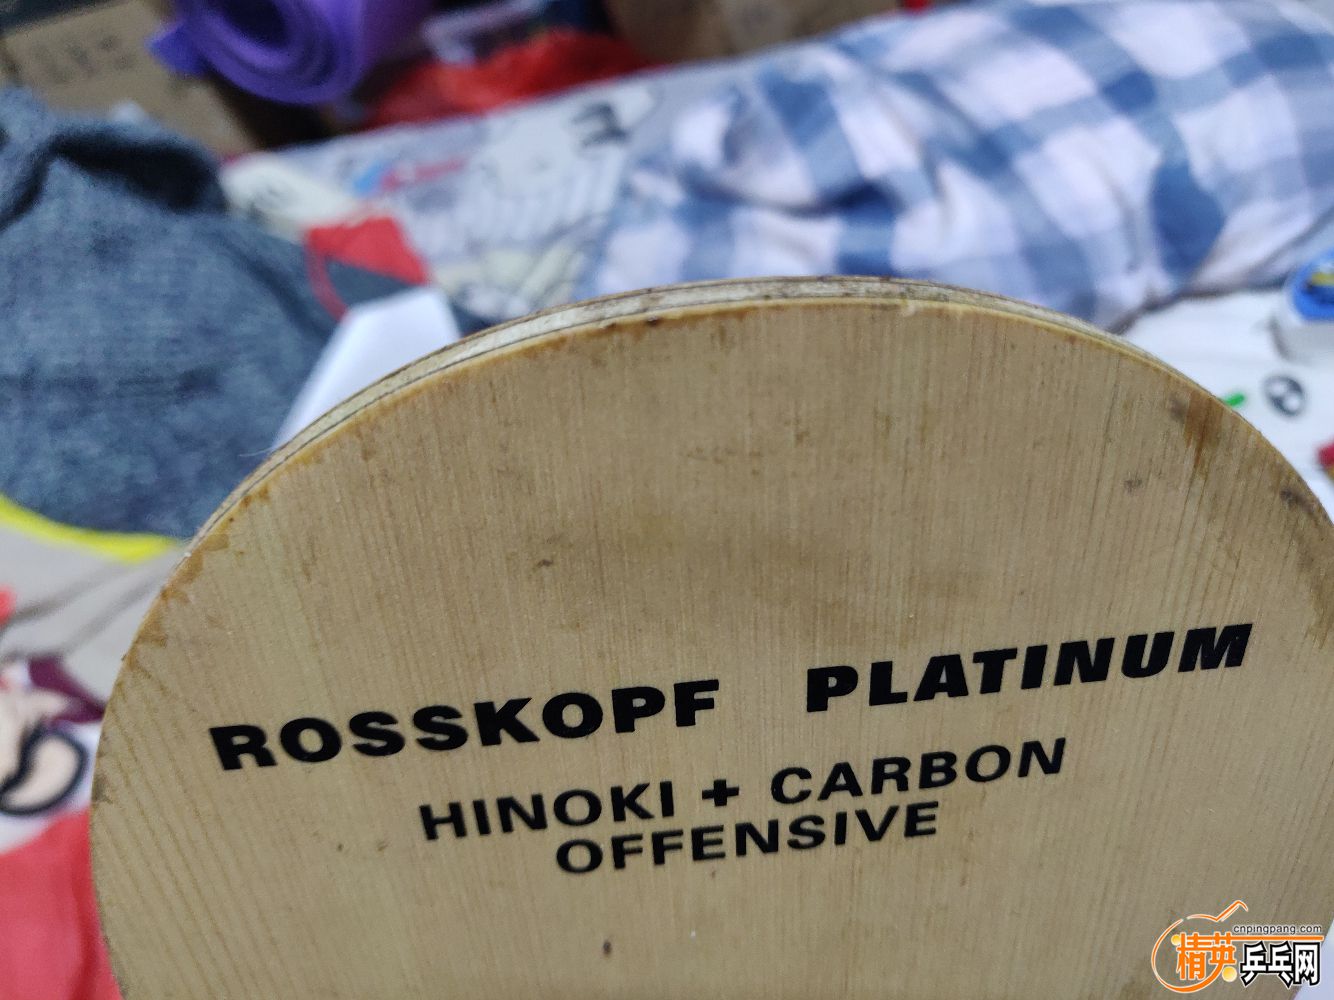 ROSSKOPF PLATINUM
HINOKI + CARBON
OFFENSIVE
cnpingpang.com
精英乒乓网